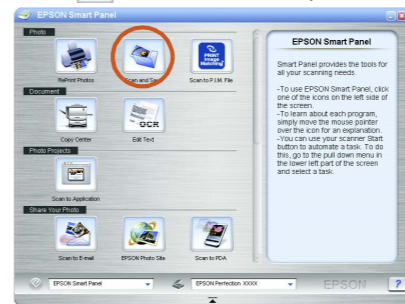 EPSON Smart Panel
Photo
RePrint Photos
Scan and Save
PRINT
Image
Matching
Scan to P.I.M. File
Document
Copy Center
OCR
Edit Text
Photo Projects
Scan to Application
Share Your Photo
Scan to E-mail
EPSON Photo Site
Scan to PDA
EPSON Smart Panel
Smart Panel provides the tools for
all your scanning needs.
-To use EPSON Smart Panel, click
one of the icons on the left side of
the screen.
-To learn about each program,
simply move the mouse pointer
over the icon for an explanation.
-You can use your scanner Start
button to automate a task. To do
this, go to the pull down menu in
the lower left part of the screen
and select a task.
EPSON Smart Panel
EPSON Perfection XXXX
EPSON
?